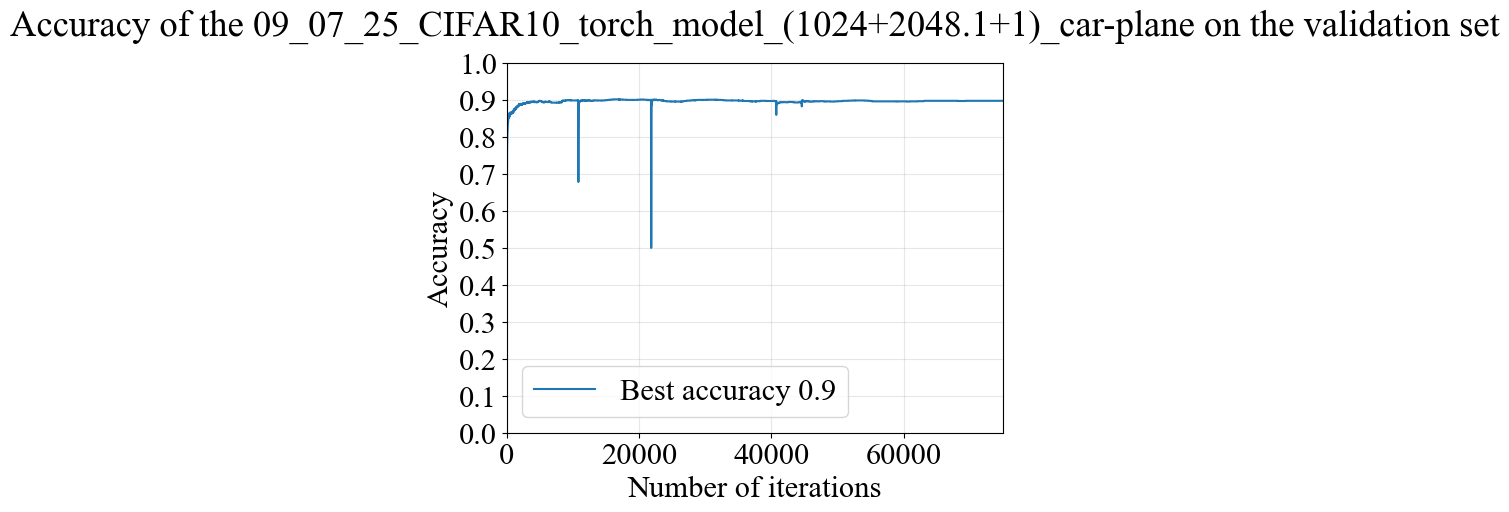 Accuracy of the 09_07_25_CIFAR10_torch_model_(1024+2048.1+1)_car-plane on the validation set
1.0
0.9
0.8
0.7
0.6
0.5
0.4
0.3
0.2
0.1
0.0
Accuracy
Best accuracy 0.9
0 20000 40000 60000
Number of iterations